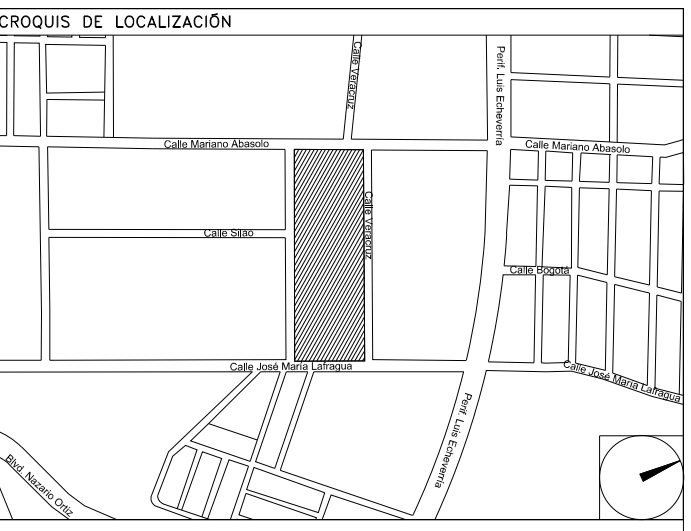 CROQUIS DE LOCALIZACIÓN
Calle Veracruz
Perif. Luis Echeverría
Calle Mariano Abasolo
Calle Mariano Abasolo
Calle Veracruz
Calle Silao
Calle Bogotá
Calle José María Lafragua
Calle José María Lafragua
Perif. Luis Echeverría
Blvd. Nazario Ortíz